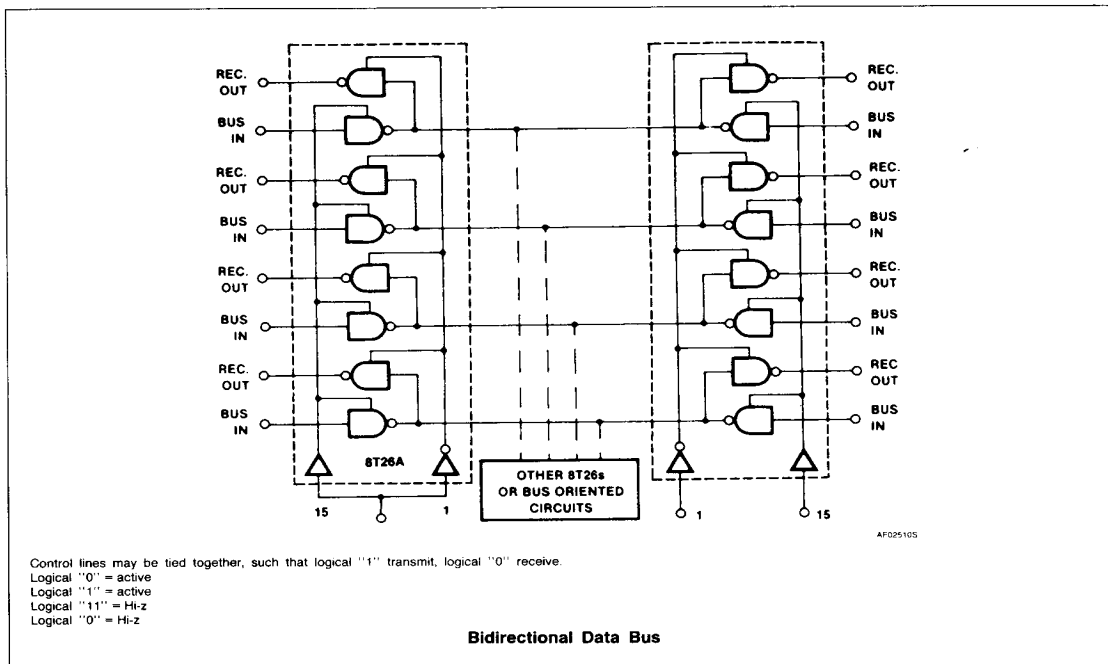 REC.
OUT
BUS
IN
REC.
OUT
BUS
IN
REC.
OUT
BUS
IN
REC.
OUT
BUS
IN
8T26A
15
1
OTHER 8T26s
OR BUS ORIENTED
CIRCUITS
REC.
OUT
BUS
IN
REC.
OUT
BUS
IN
REC.
OUT
BUS
IN
REC
OUT
BUS
IN
1
15
AF02510S
Control lines may be tied together, such that logical ''1'' transmit, logical ''0'' receive.
Logical ''0'' = active
Logical ''1'' = active
Logical ''11'' = Hi-z
Logical ''0'' = Hi-z
Bidirectional Data Bus